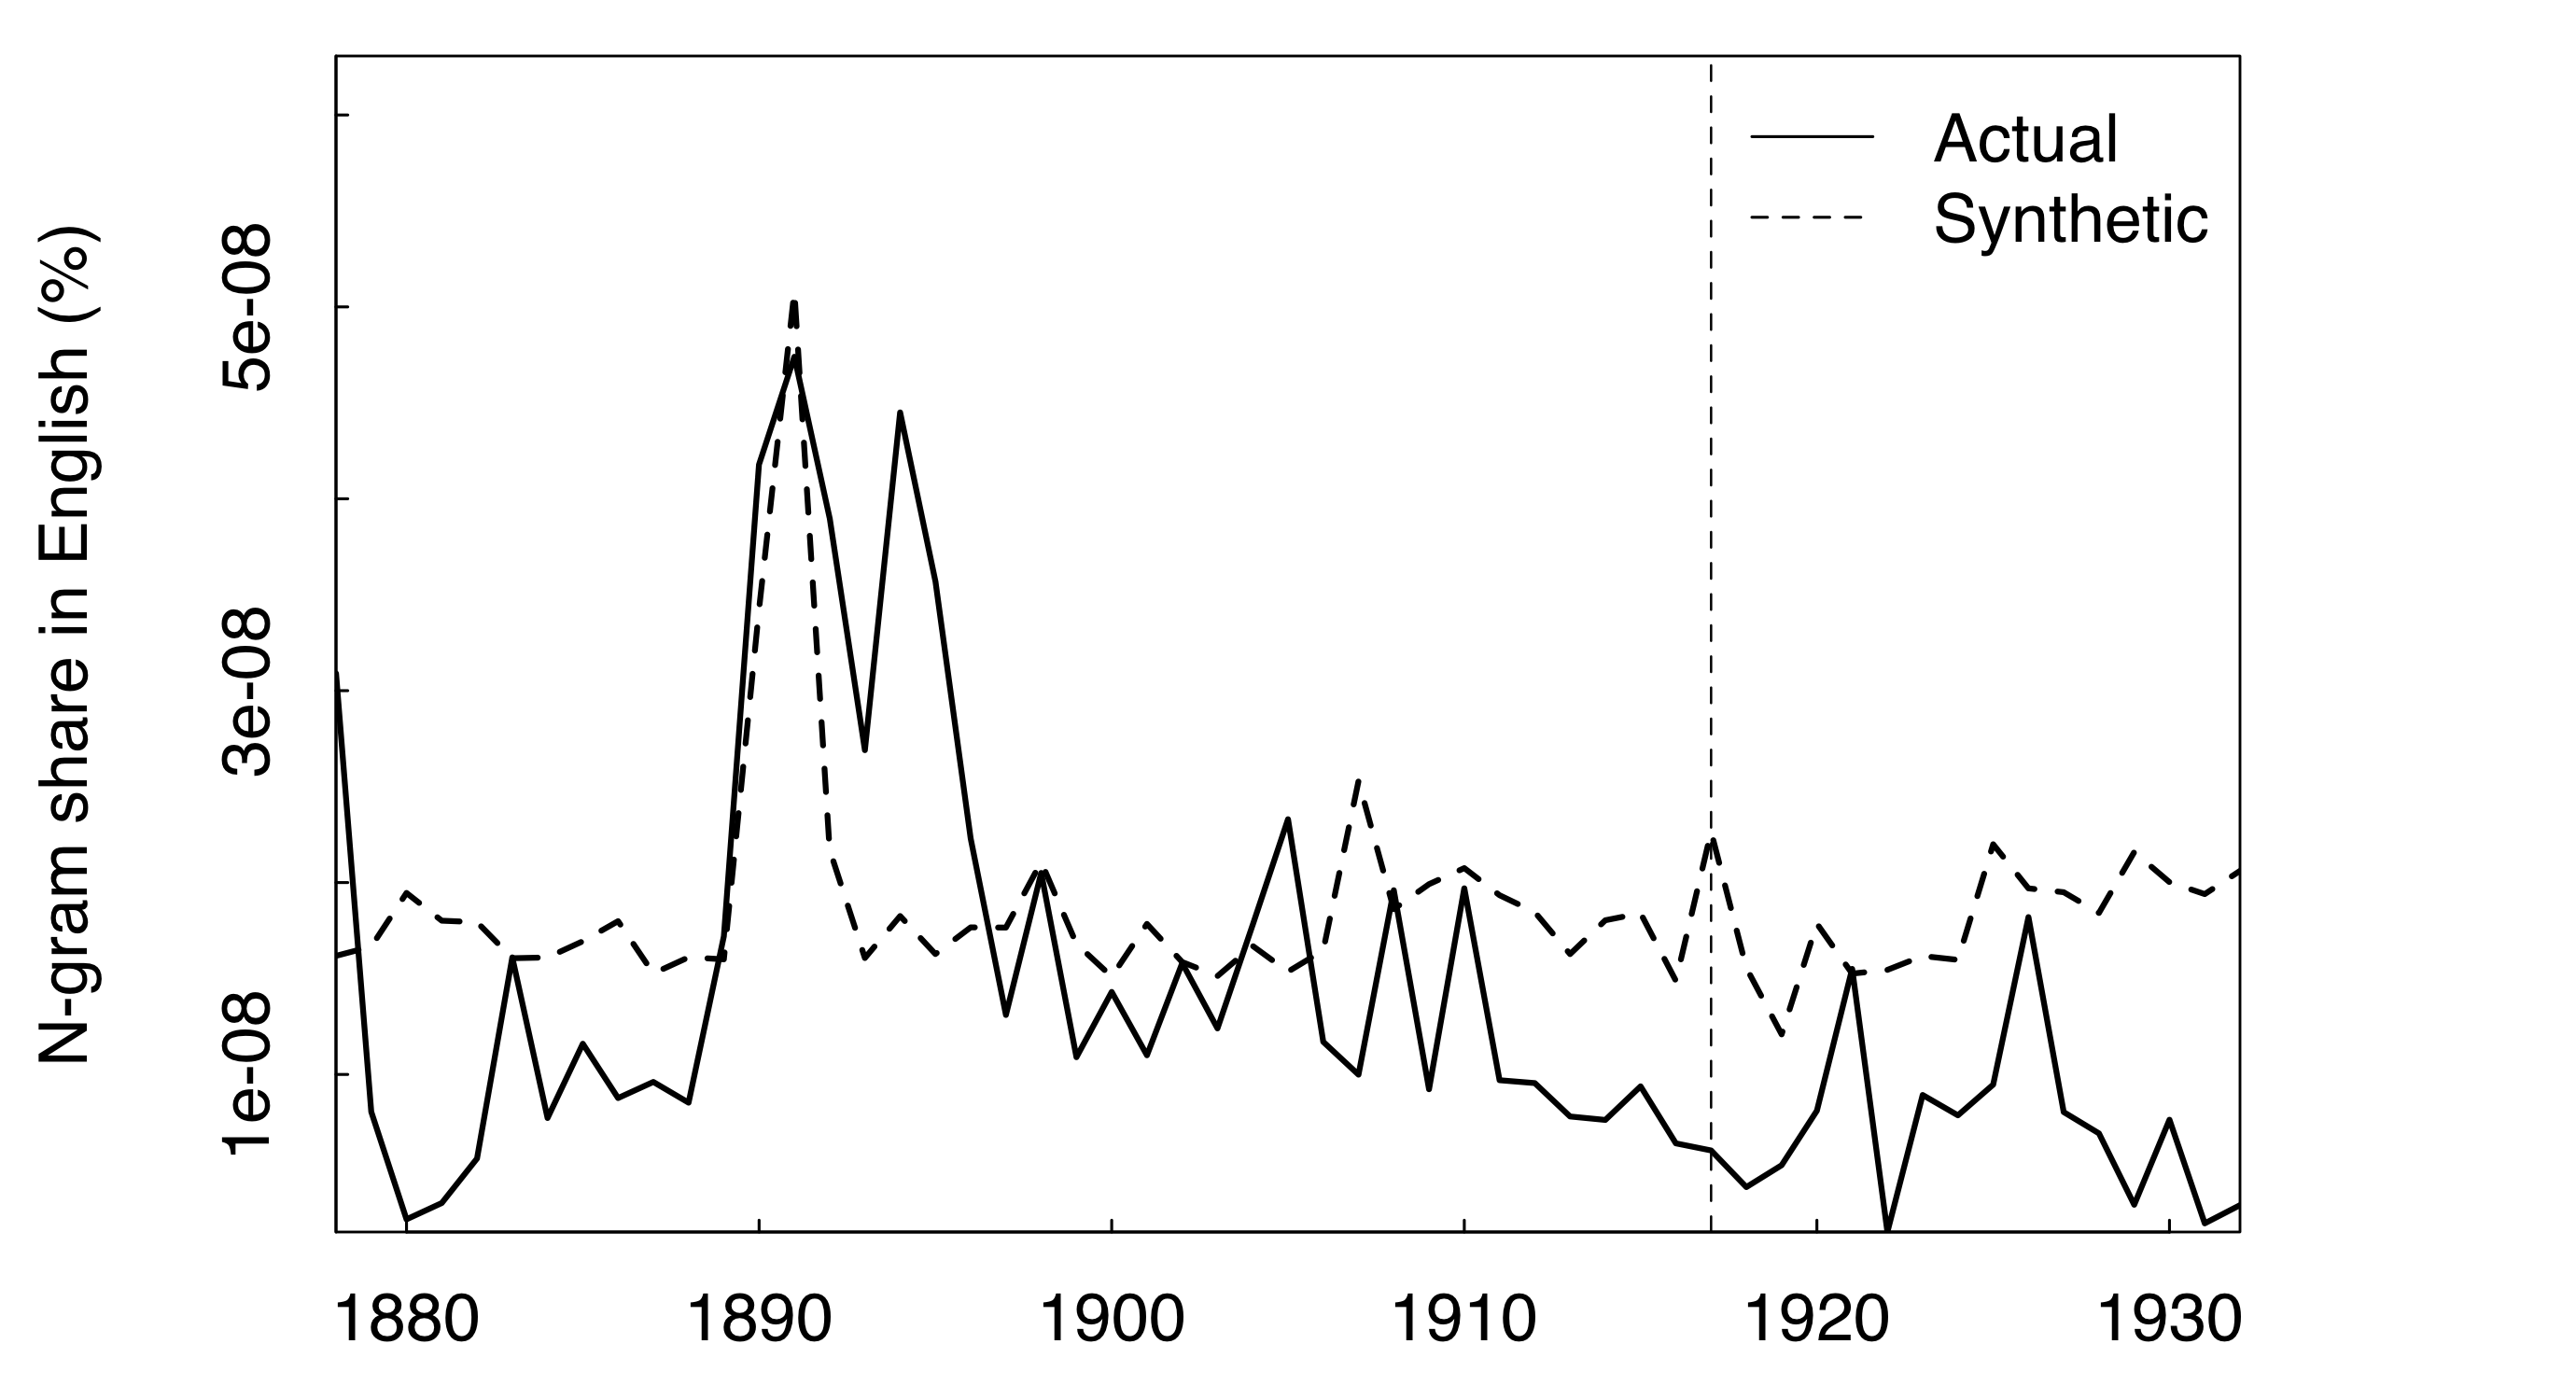 N-gram share in English (%)
5e-08
3e-08
1e-08
Actual
Synthetic
1880 1890 1900 1910 1920 1930